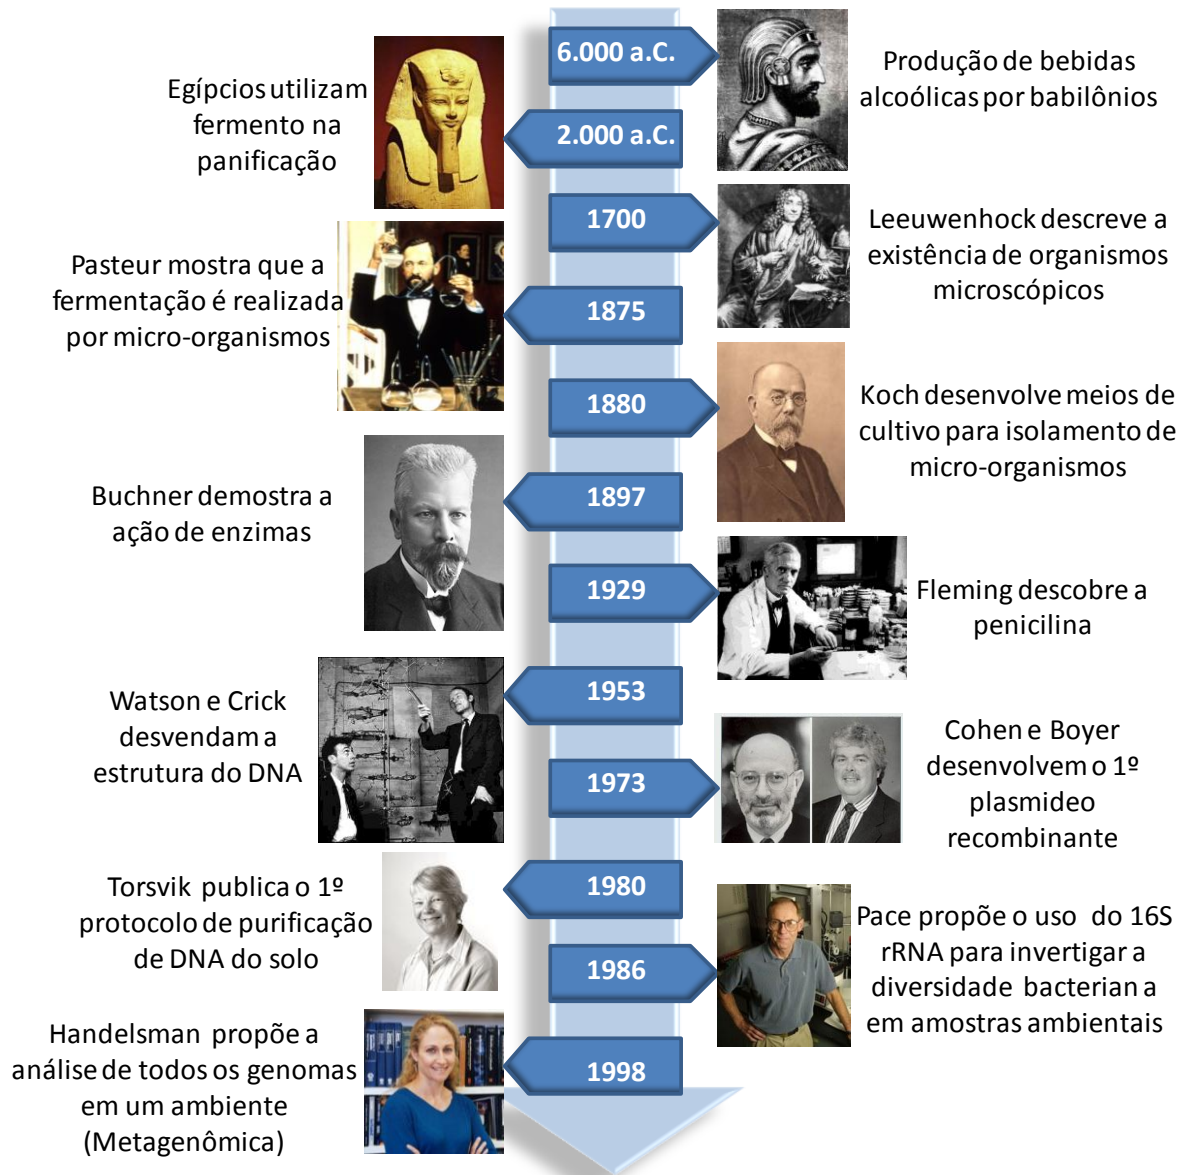 6.000 a.C.
Produção de bebidas
alcoólicas por babilônios
Egípcios utilizam
fermento na
panificação
2.000 a.C.
1700
Leeuwenhock descreve a
existência de organismos
microscópicos
Pasteur mostra que a
fermentação é realizada
por micro-organismos
1875
1880
Koch desenvolve meios de
cultivo para isolamento de
micro-organismos
Buchner demostra a
ação de enzimas
1897
1929
Fleming descobre a
penicilina
Watson e Crick
desvendam a
estrutura do DNA
1953
1973
Cohen e Boyer
desenvolvem o 1º
plasmideo
recombinante
Torsvik publica o 1º
protocolo de purificação
de DNA do solo
1980
1986
Pace propõe o uso do 16S
rRNA para invertigar a
diversidade bacterian a
em amostras ambientais
Handelsman propõe a
análise de todos os genomas
em um ambiente
(Metagenômica)
1998